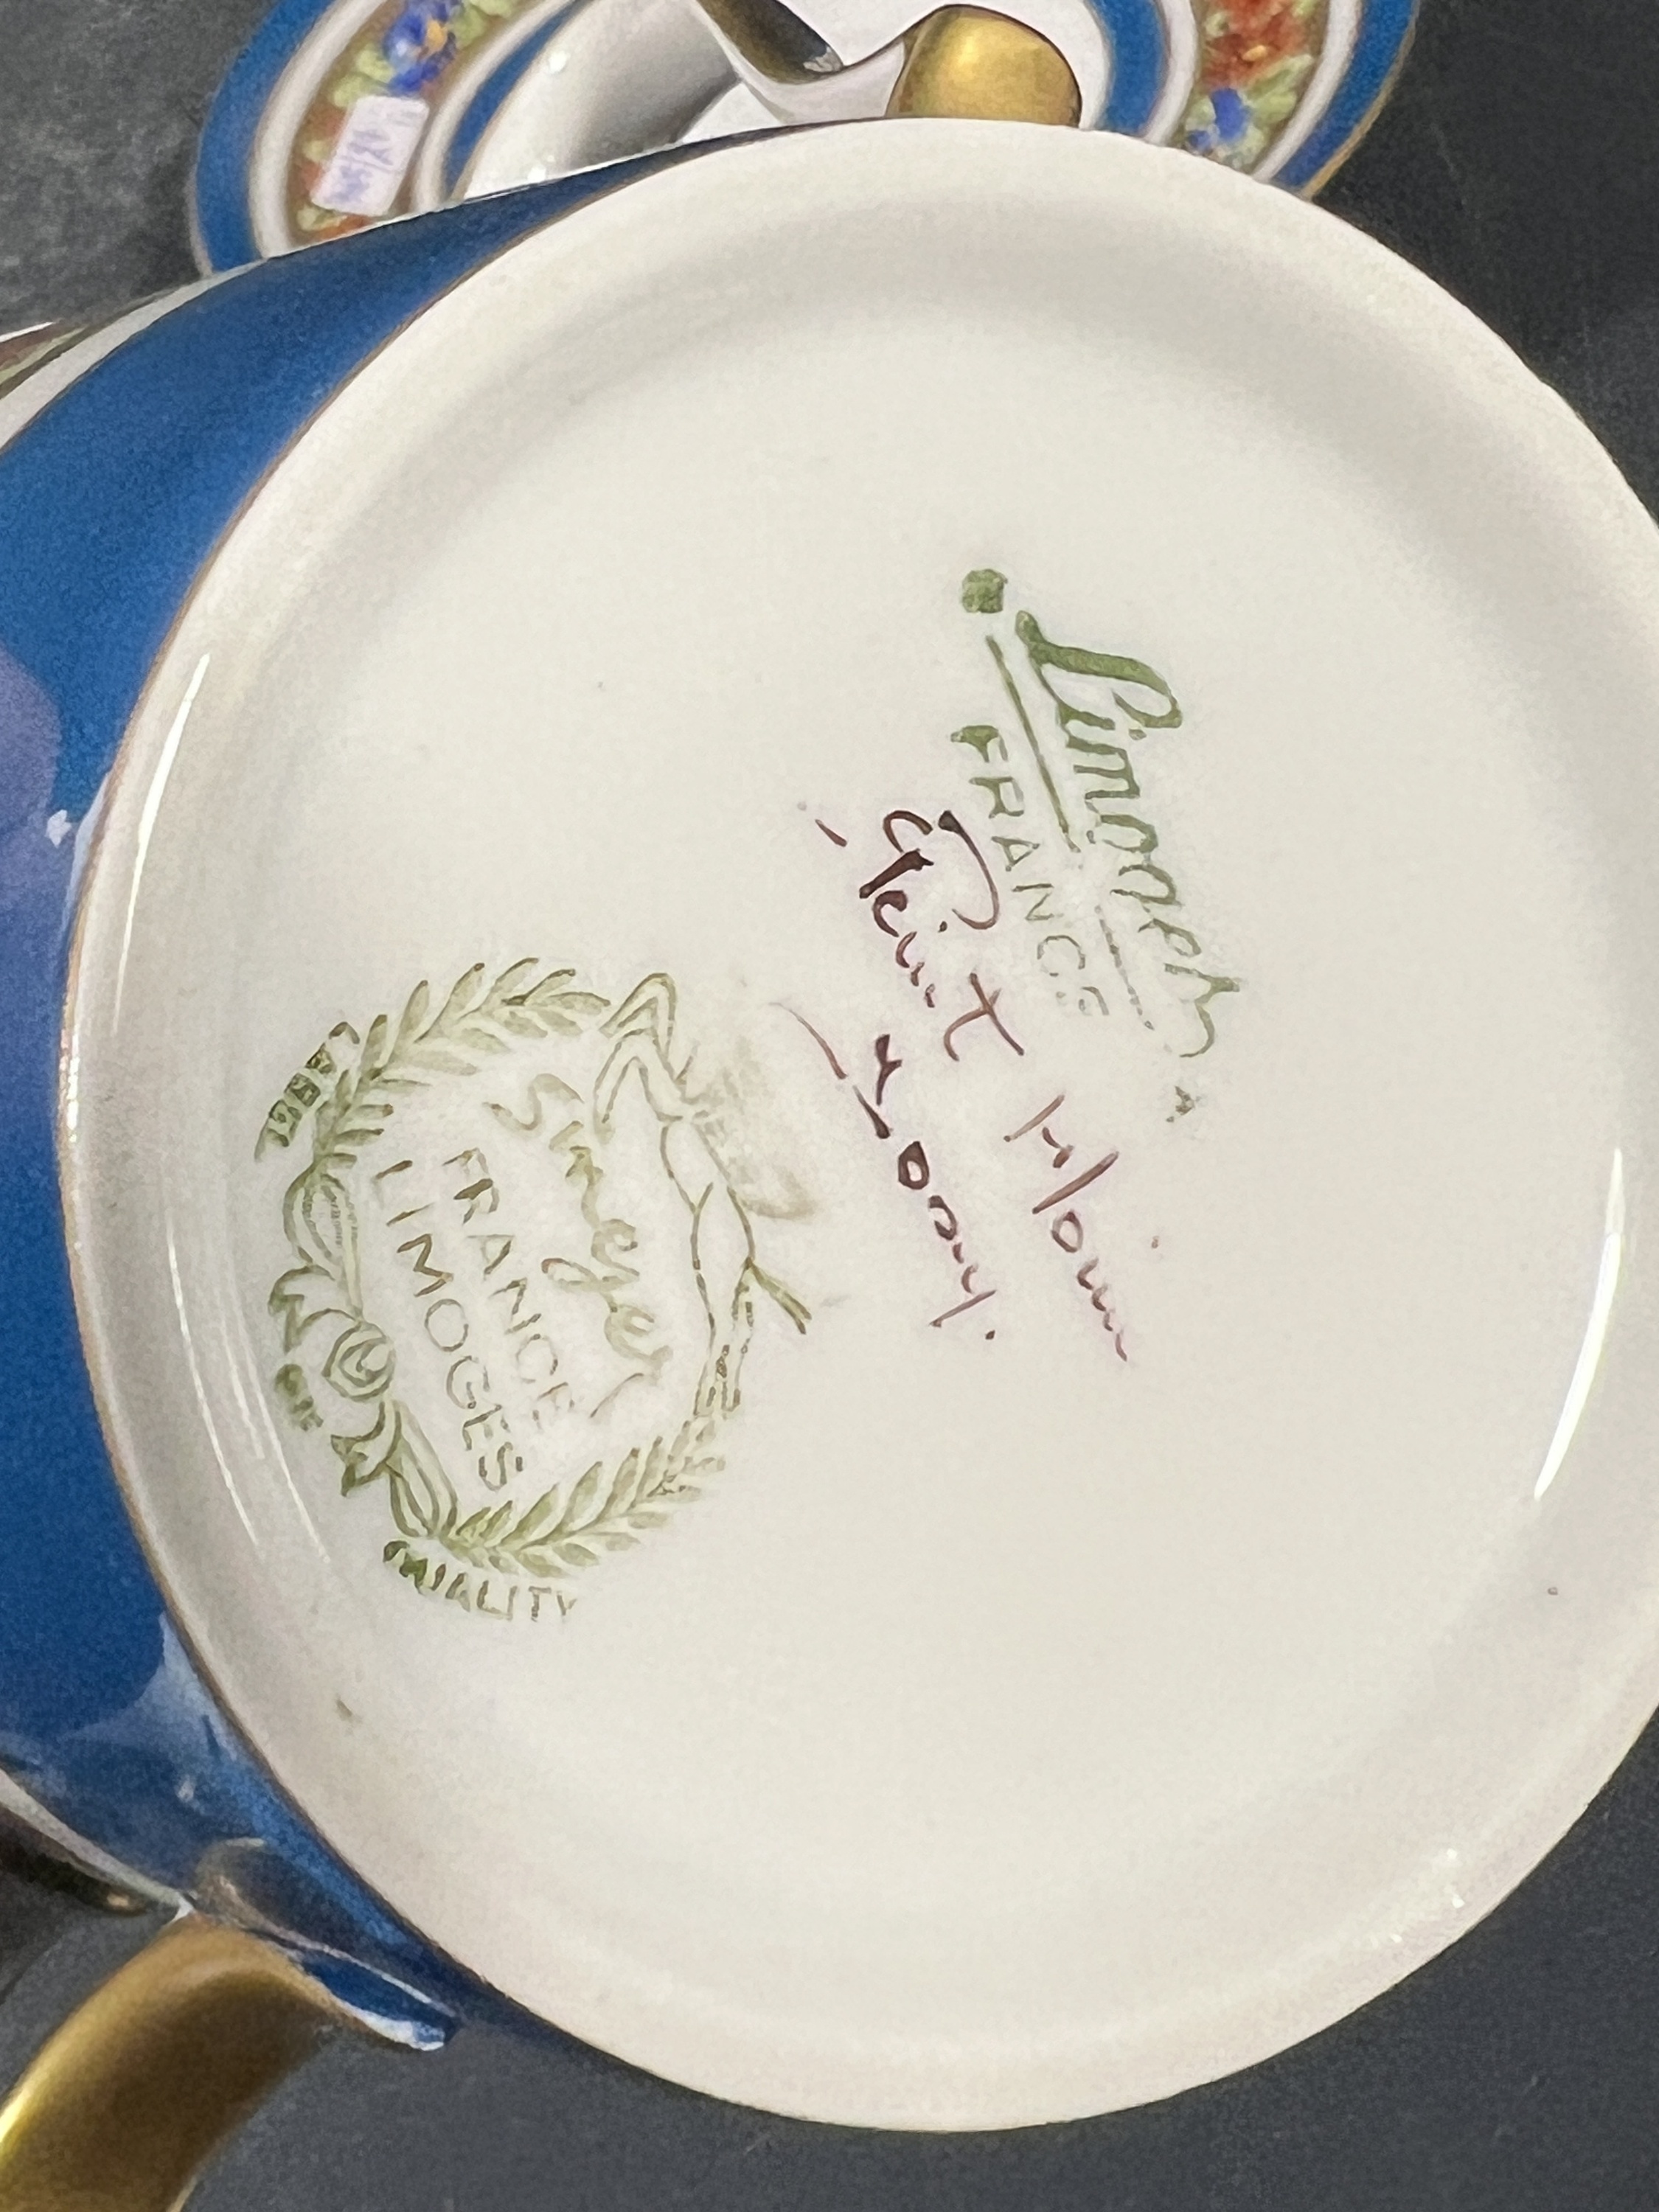 Limoges
FRANCE
Peint Main
Singer
FRANCE
LIMOGES
QUALITY